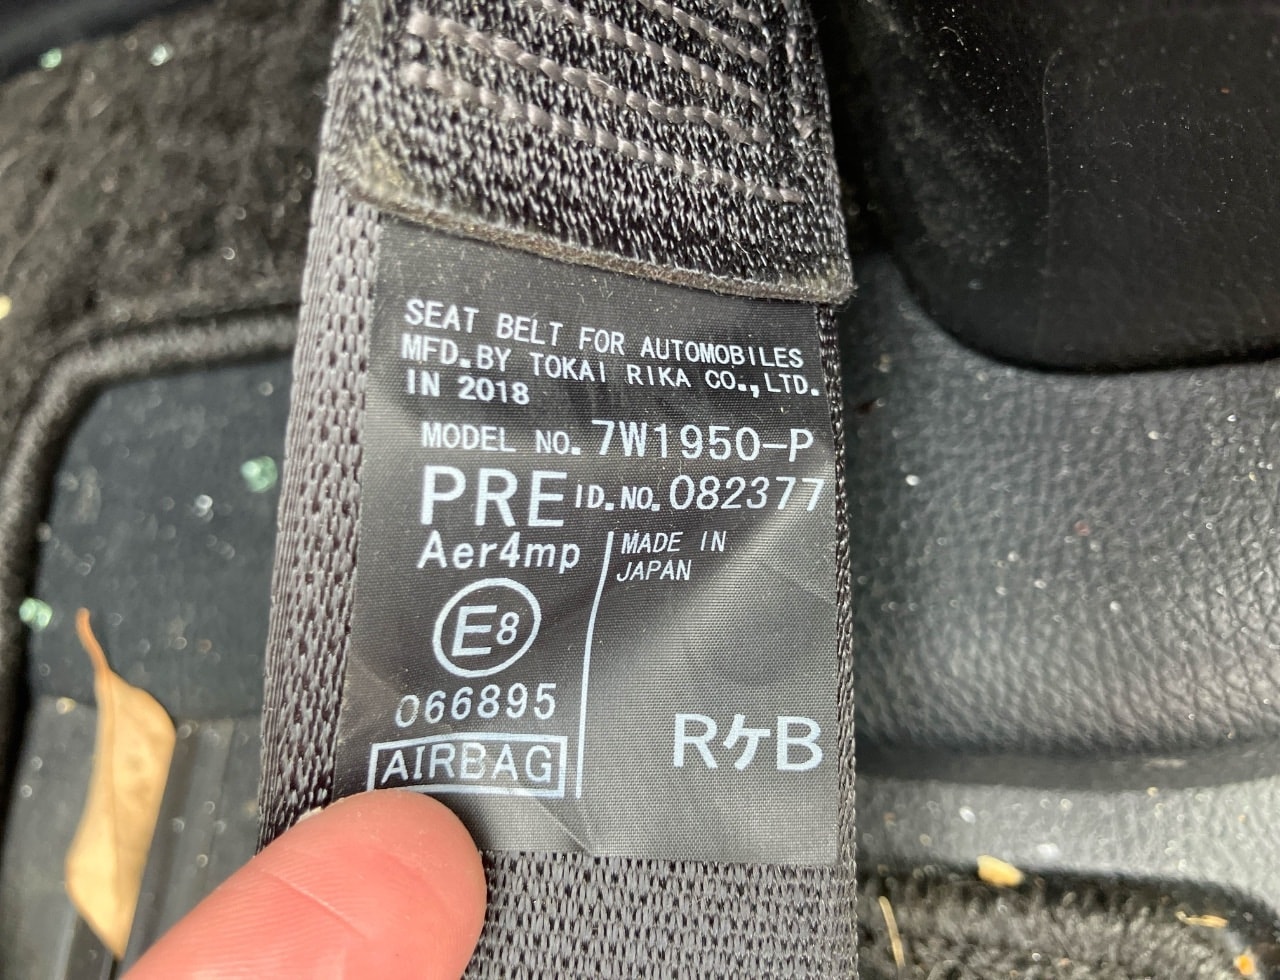 SEAT BELT FOR AUTOMOBILES
MFD.BY TOKAI RIKA CO.,LTD.
IN 2018
MODEL NO. 7W1950-P
PRE ID.NO. 082377
Aer4mp
MADE IN
JAPAN
E8
066895
AIRBAG
RケB